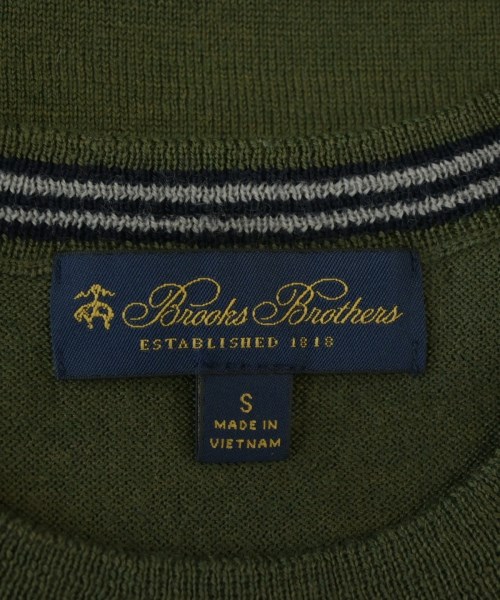 Brooks Brothers
ESTABLISHED 1818
S
MADE IN
VIETNAM